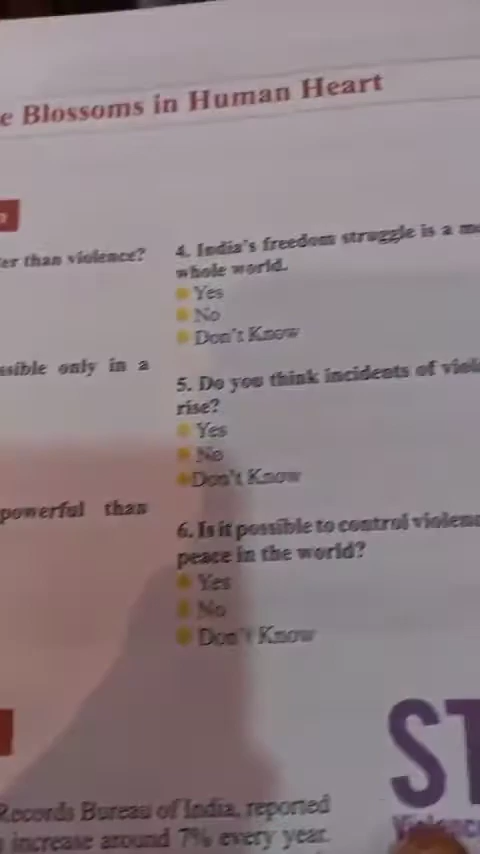 e Blossoms in Human Heart
er than violence?
ssible only in a
powerful than
4. India's freedom struggle is a
whole world.
Yes
No
Don't Know
5. Do you think incidents of
rise?
Yes
No
Don't Know
6. Is it possible to control
peace in the world?
Yes
No
Don't Know
Records Bureau of India, reported
increase around 7% every year.
ST